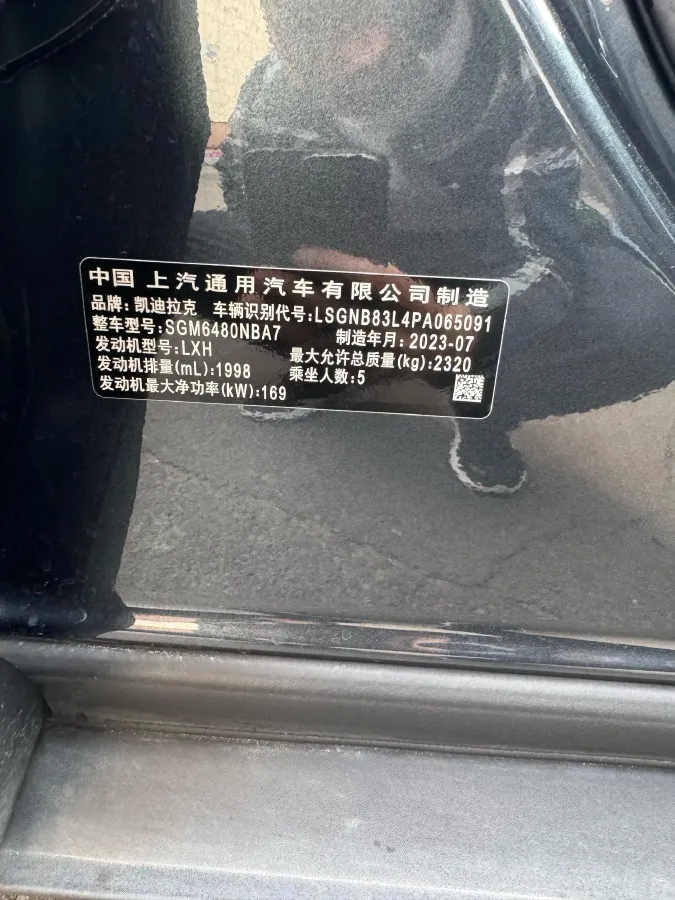 中国 上汽通用汽车有限公司制造
品牌:凯迪拉克 车辆识别代号:LSGNB83L4PA065091
整车型号:SGM6480NBA7 制造年月:2023-07
发动机型号:LXH 最大允许总质量(kg):2320
发动机排量(mL):1998 乘坐人数:5
发动机最大净功率(kW):169